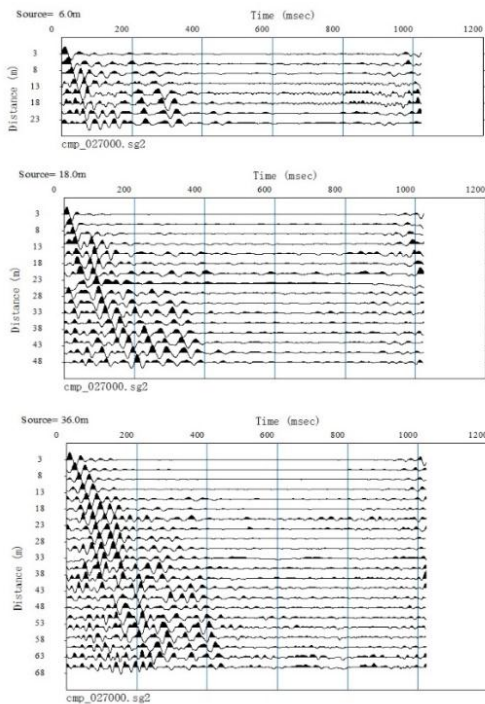 Source= 6.0m Time (msec)
0 200 400 600 800 1000 1200
3
8
13
18
23
Distance (m)
cmp_027000.sg2
Source= 18.0m Time (msec)
0 200 400 600 800 1000 1200
3
8
13
18
23
28
33
38
43
48
Distance (m)
cmp_027000.sg2
Source= 36.0m Time (msec)
0 200 400 600 800 1000 1200
3
8
13
18
23
28
33
38
43
48
53
58
63
68
Distance (m)
cmp_027000.sg2